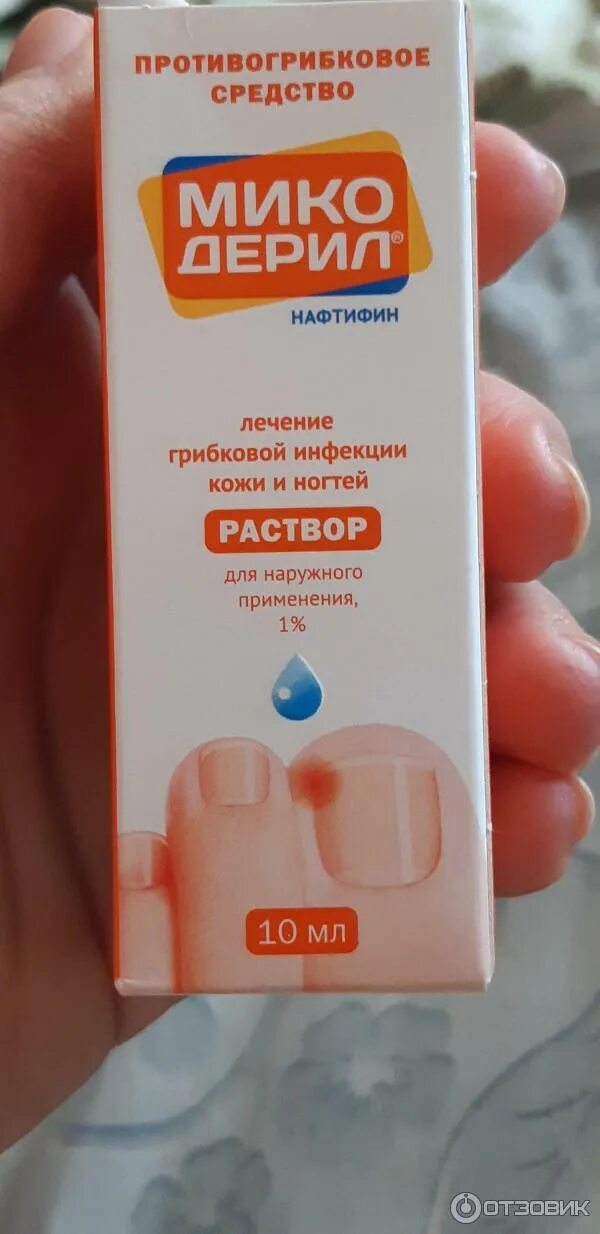 ПРОТИВОГРИБКОВОЕ
СРЕДСТВО
МИКО
ДЕРИЛ®
НАФТИФИН
лечение
грибковой инфекции
кожи и ногтей
РАСТВОР
для наружного
применения,
1%
10 мл
ОТЗОВИК